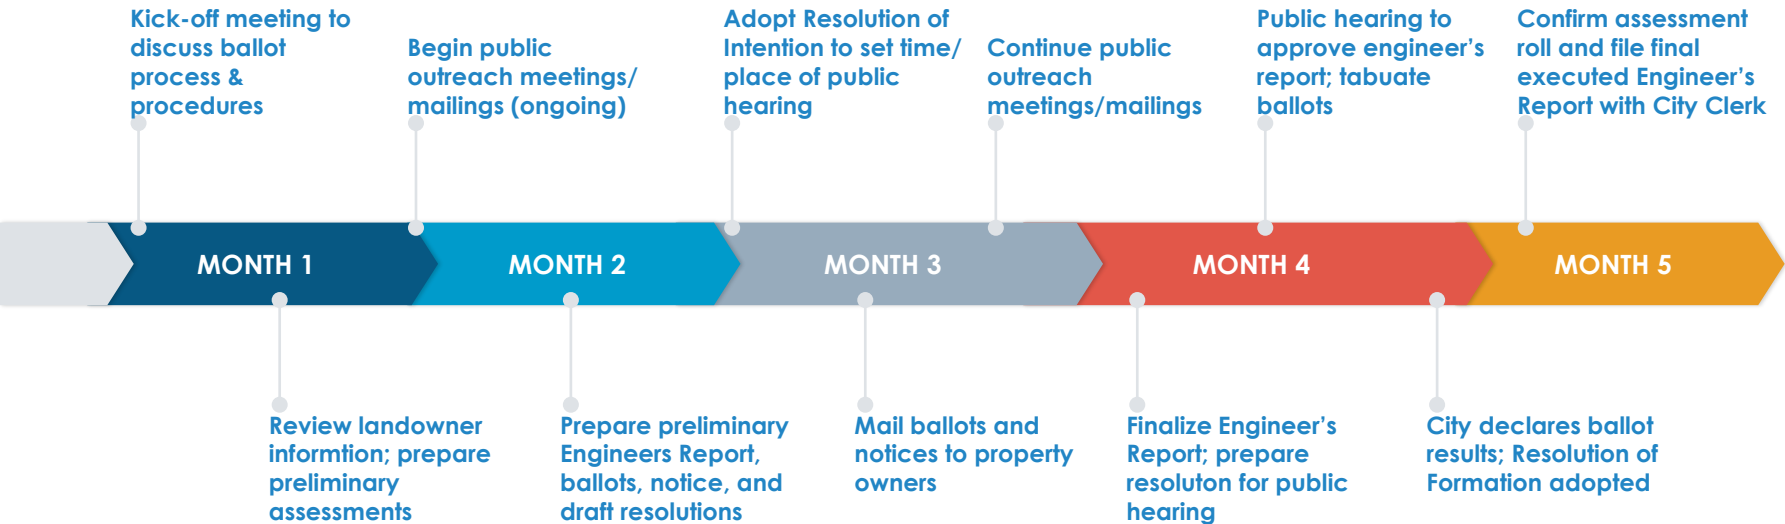 Kick-off meeting to
discuss ballot
process &
procedures
Begin public
outreach meetings/
mailings (ongoing)
Adopt Resolution of
Intention to set time/
place of public
hearing
Continue public
outreach
meetings/mailings
Public hearing to
approve engineer's
report; tabuate
ballots
Confirm assessment
roll and file final
executed Engineer's
Report with City Clerk
MONTH 1
MONTH 2
MONTH 3
MONTH 4
MONTH 5
Review landowner
informtion; prepare
preliminary
assessments
Prepare preliminary
Engineers Report,
ballots, notice, and
draft resolutions
Mail ballots and
notices to property
owners
Finalize Engineer's
Report; prepare
resoluton for public
hearing
City declares ballot
results; Resolution of
Formation adopted